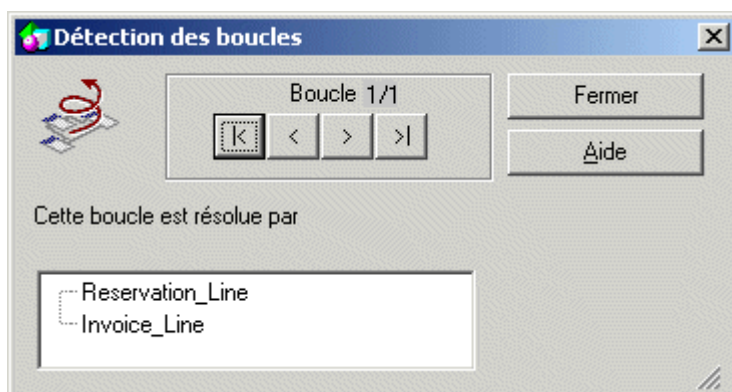 Détection des boucles
Boucle 1/1
|< < > >|
Fermer
Aide
Cette boucle est résolue par
Reservation_Line
Invoice_Line